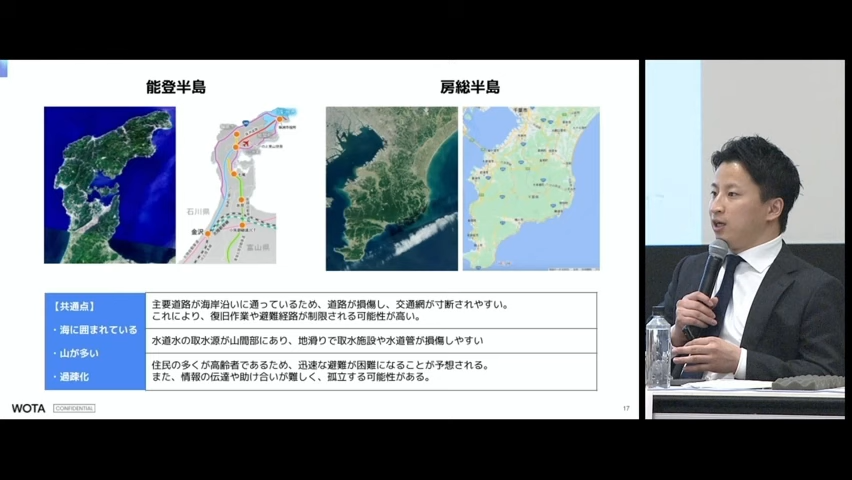 能登半島
房総半島
石川県
金沢
富山県
【共通点】
・海に囲まれている
・山が多い
・過疎化
主要道路が海岸沿いに通っているため、道路が損傷し、交通網が寸断されやすい。
これにより、復旧作業や避難経路が制限される可能性が高い。
水道水の取水源が山間部にあり、地滑りで取水施設や水道管が損傷しやすい
住民の多くが高齢者であるため、迅速な避難が困難になることが予想される。
また、情報の伝達や助け合いが難しく、孤立する可能性がある。
WOTA CONFIDENTIAL
17